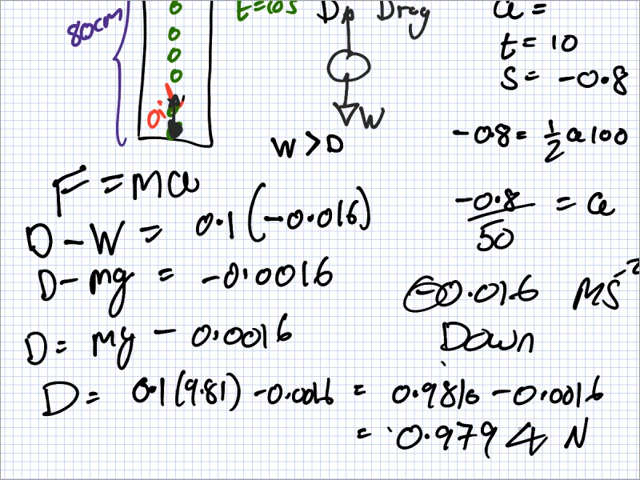 80cm
t=10s
Oil
D
Drag
W
W > D
a =
t = 10
s = -0.8
-0.8 = 1/2 a 100
-0.8/50 = a
-0.016 Ms⁻²
Down
F = Ma
D - W = 0.1(-0.016)
D - mg = -0.0016
D = mg - 0.0016
D = 0.1(9.81) - 0.0016 = 0.9810 - 0.0016
= 0.9794 N